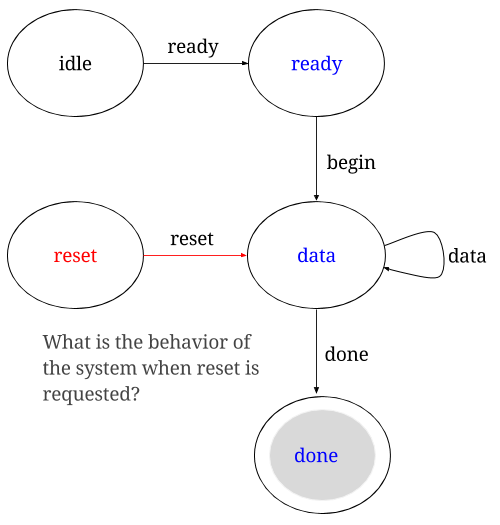 ready
idle
ready
begin
reset
reset
data
data
What is the behavior of
the system when reset is
requested?
done
done